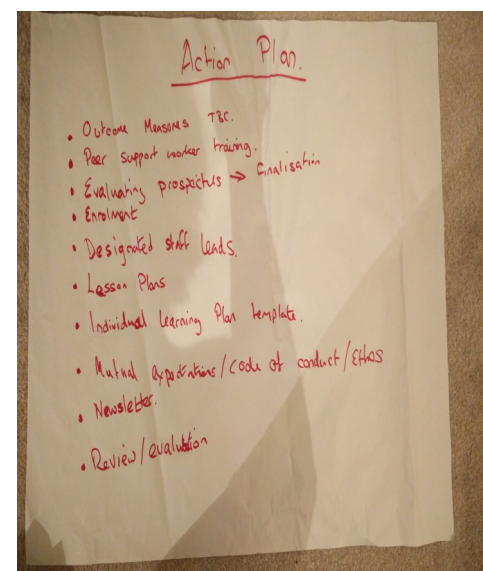 Action Plan.
• Outcome Measures TBC.
• Peer support worker training.
• Evaluating prospectus → finalisation
• Enrolment
• Designated staff leads.
• Lesson Plans
• Individual Learning Plan template.
• Mutual expectations/code of conduct/Ethos
• Newsletter.
• Review/evaluation